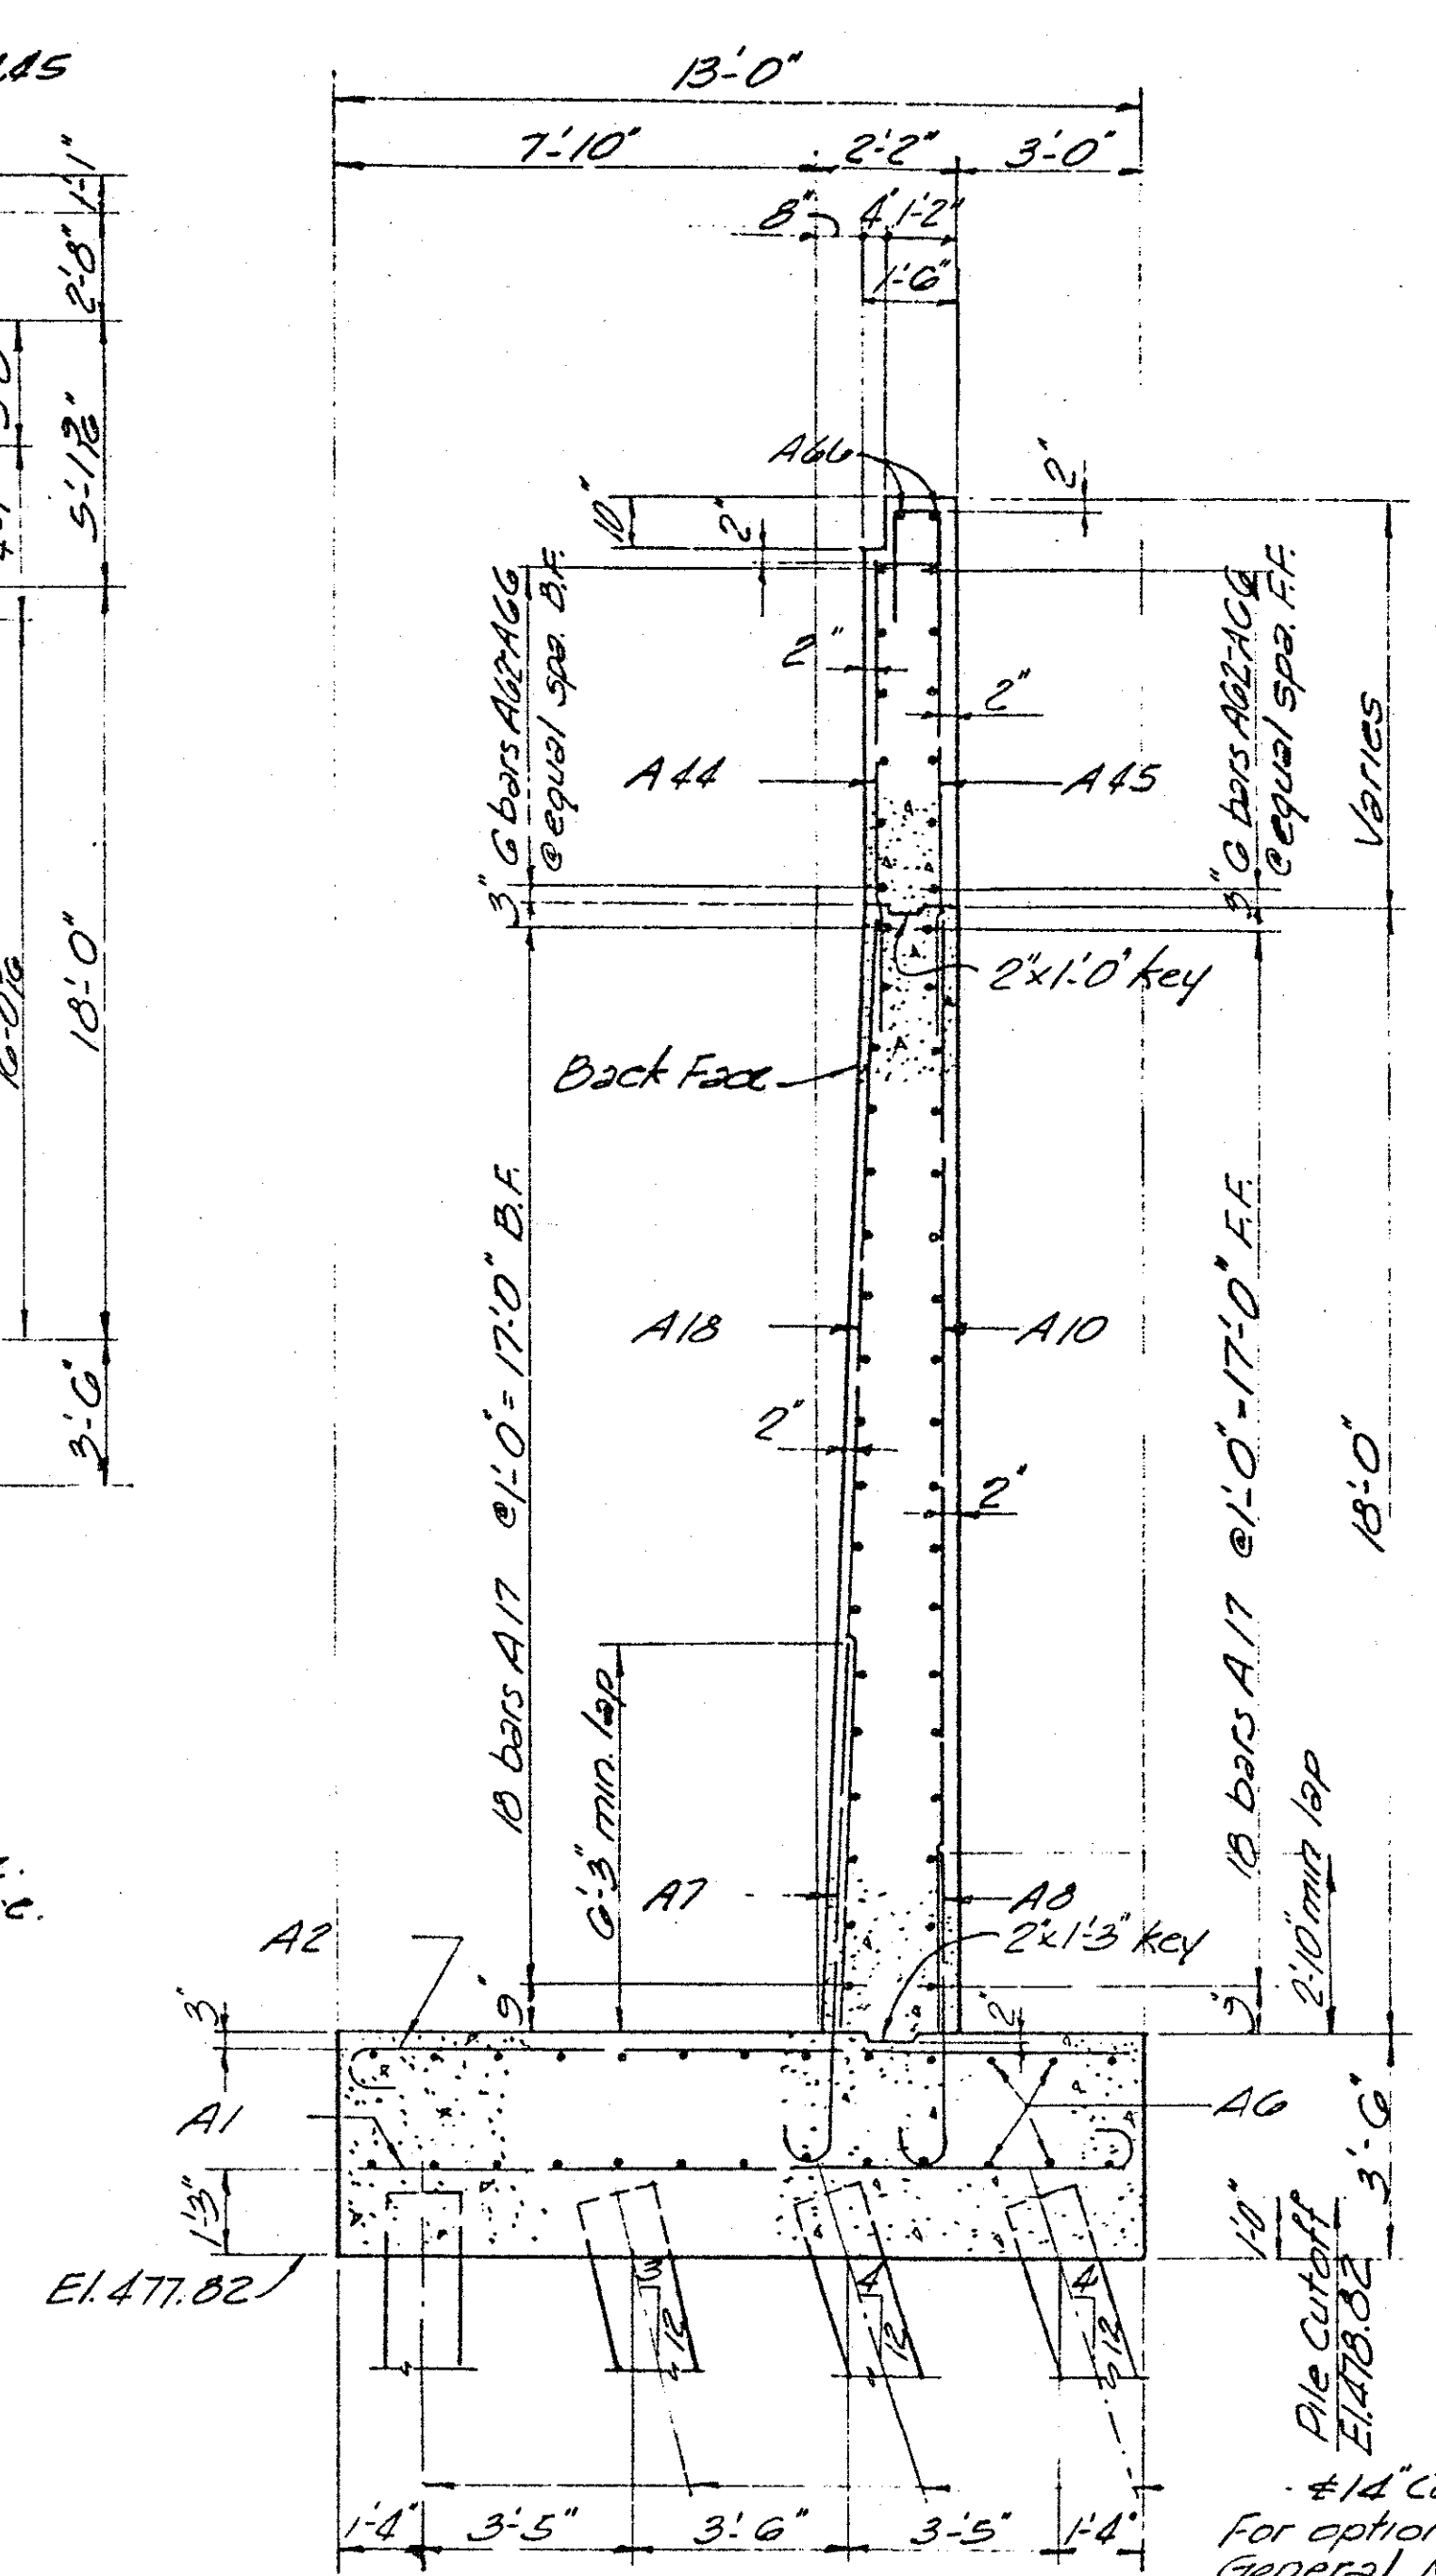 13'-0"
7'-10"
2'-2"
3'-0"
8"
4"
1'-2"
1'-6"
1'-1"
2'-8"
18'-0"
3'-6"
A66
10"
2"
2"
6 bars A62-A66
@ equal spa. B.F.
3"
2"
2"
A44
A45
6 bars A62-A66
@ equal spa. F.F.
3"
Varies
2"x1'-0" key
Back Face
18 bars A17 @1'-0"=17'-0" B.F.
A18
A10
2"
2"
18 bars A17 @1'-0"=17'-0" F.F.
18'-0"
6'-3" min. lap
2'-10" min lap
A7
A8
2"x1'-3" key
A2
3"
9"
2"
9"
A1
A6
1'-3"
El. 477.82
3'-6"
1'-0"
Pile Cutoff
El. 478.82
3
12
4
12
4
12
1'-4"
3'-5"
3'-6"
3'-5"
1'-4"
¢14"
For
General